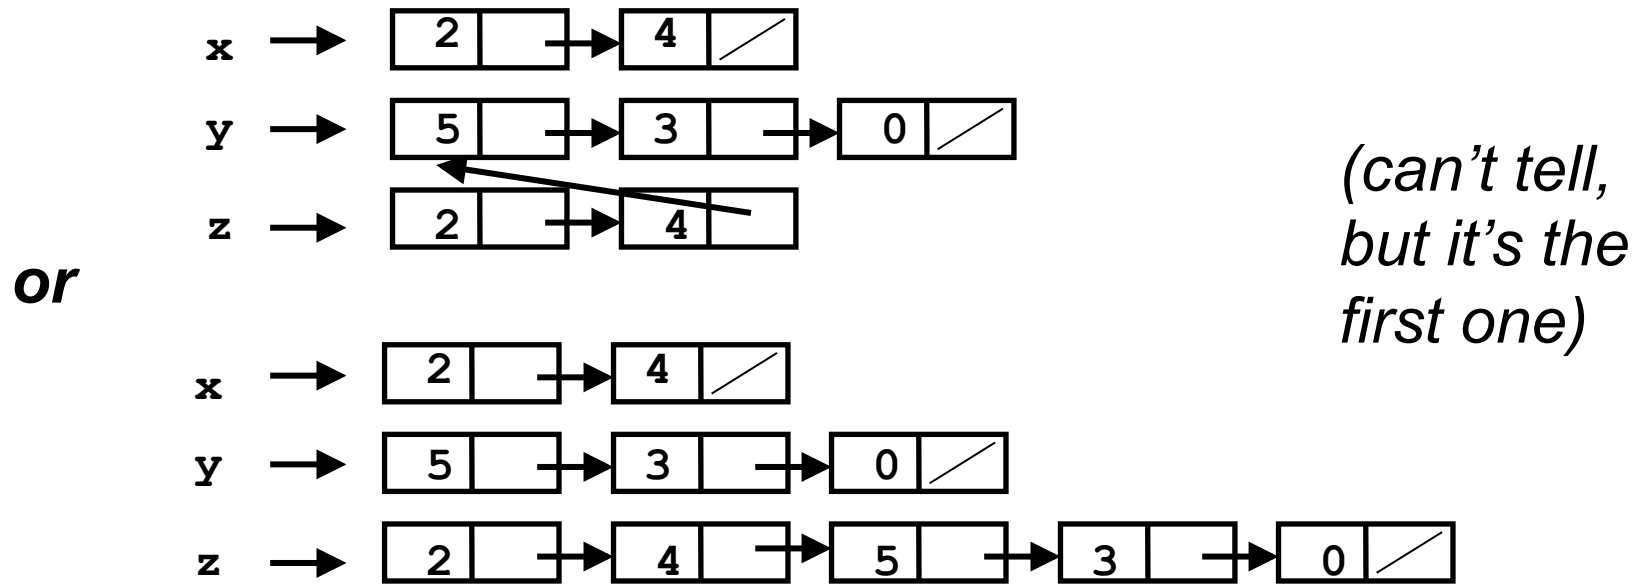 x 2 4
y 5 3 0
z 2 4
or
(can't tell,
but it's the
first one)
x 2 4
y 5 3 0
z 2 4 5 3 0